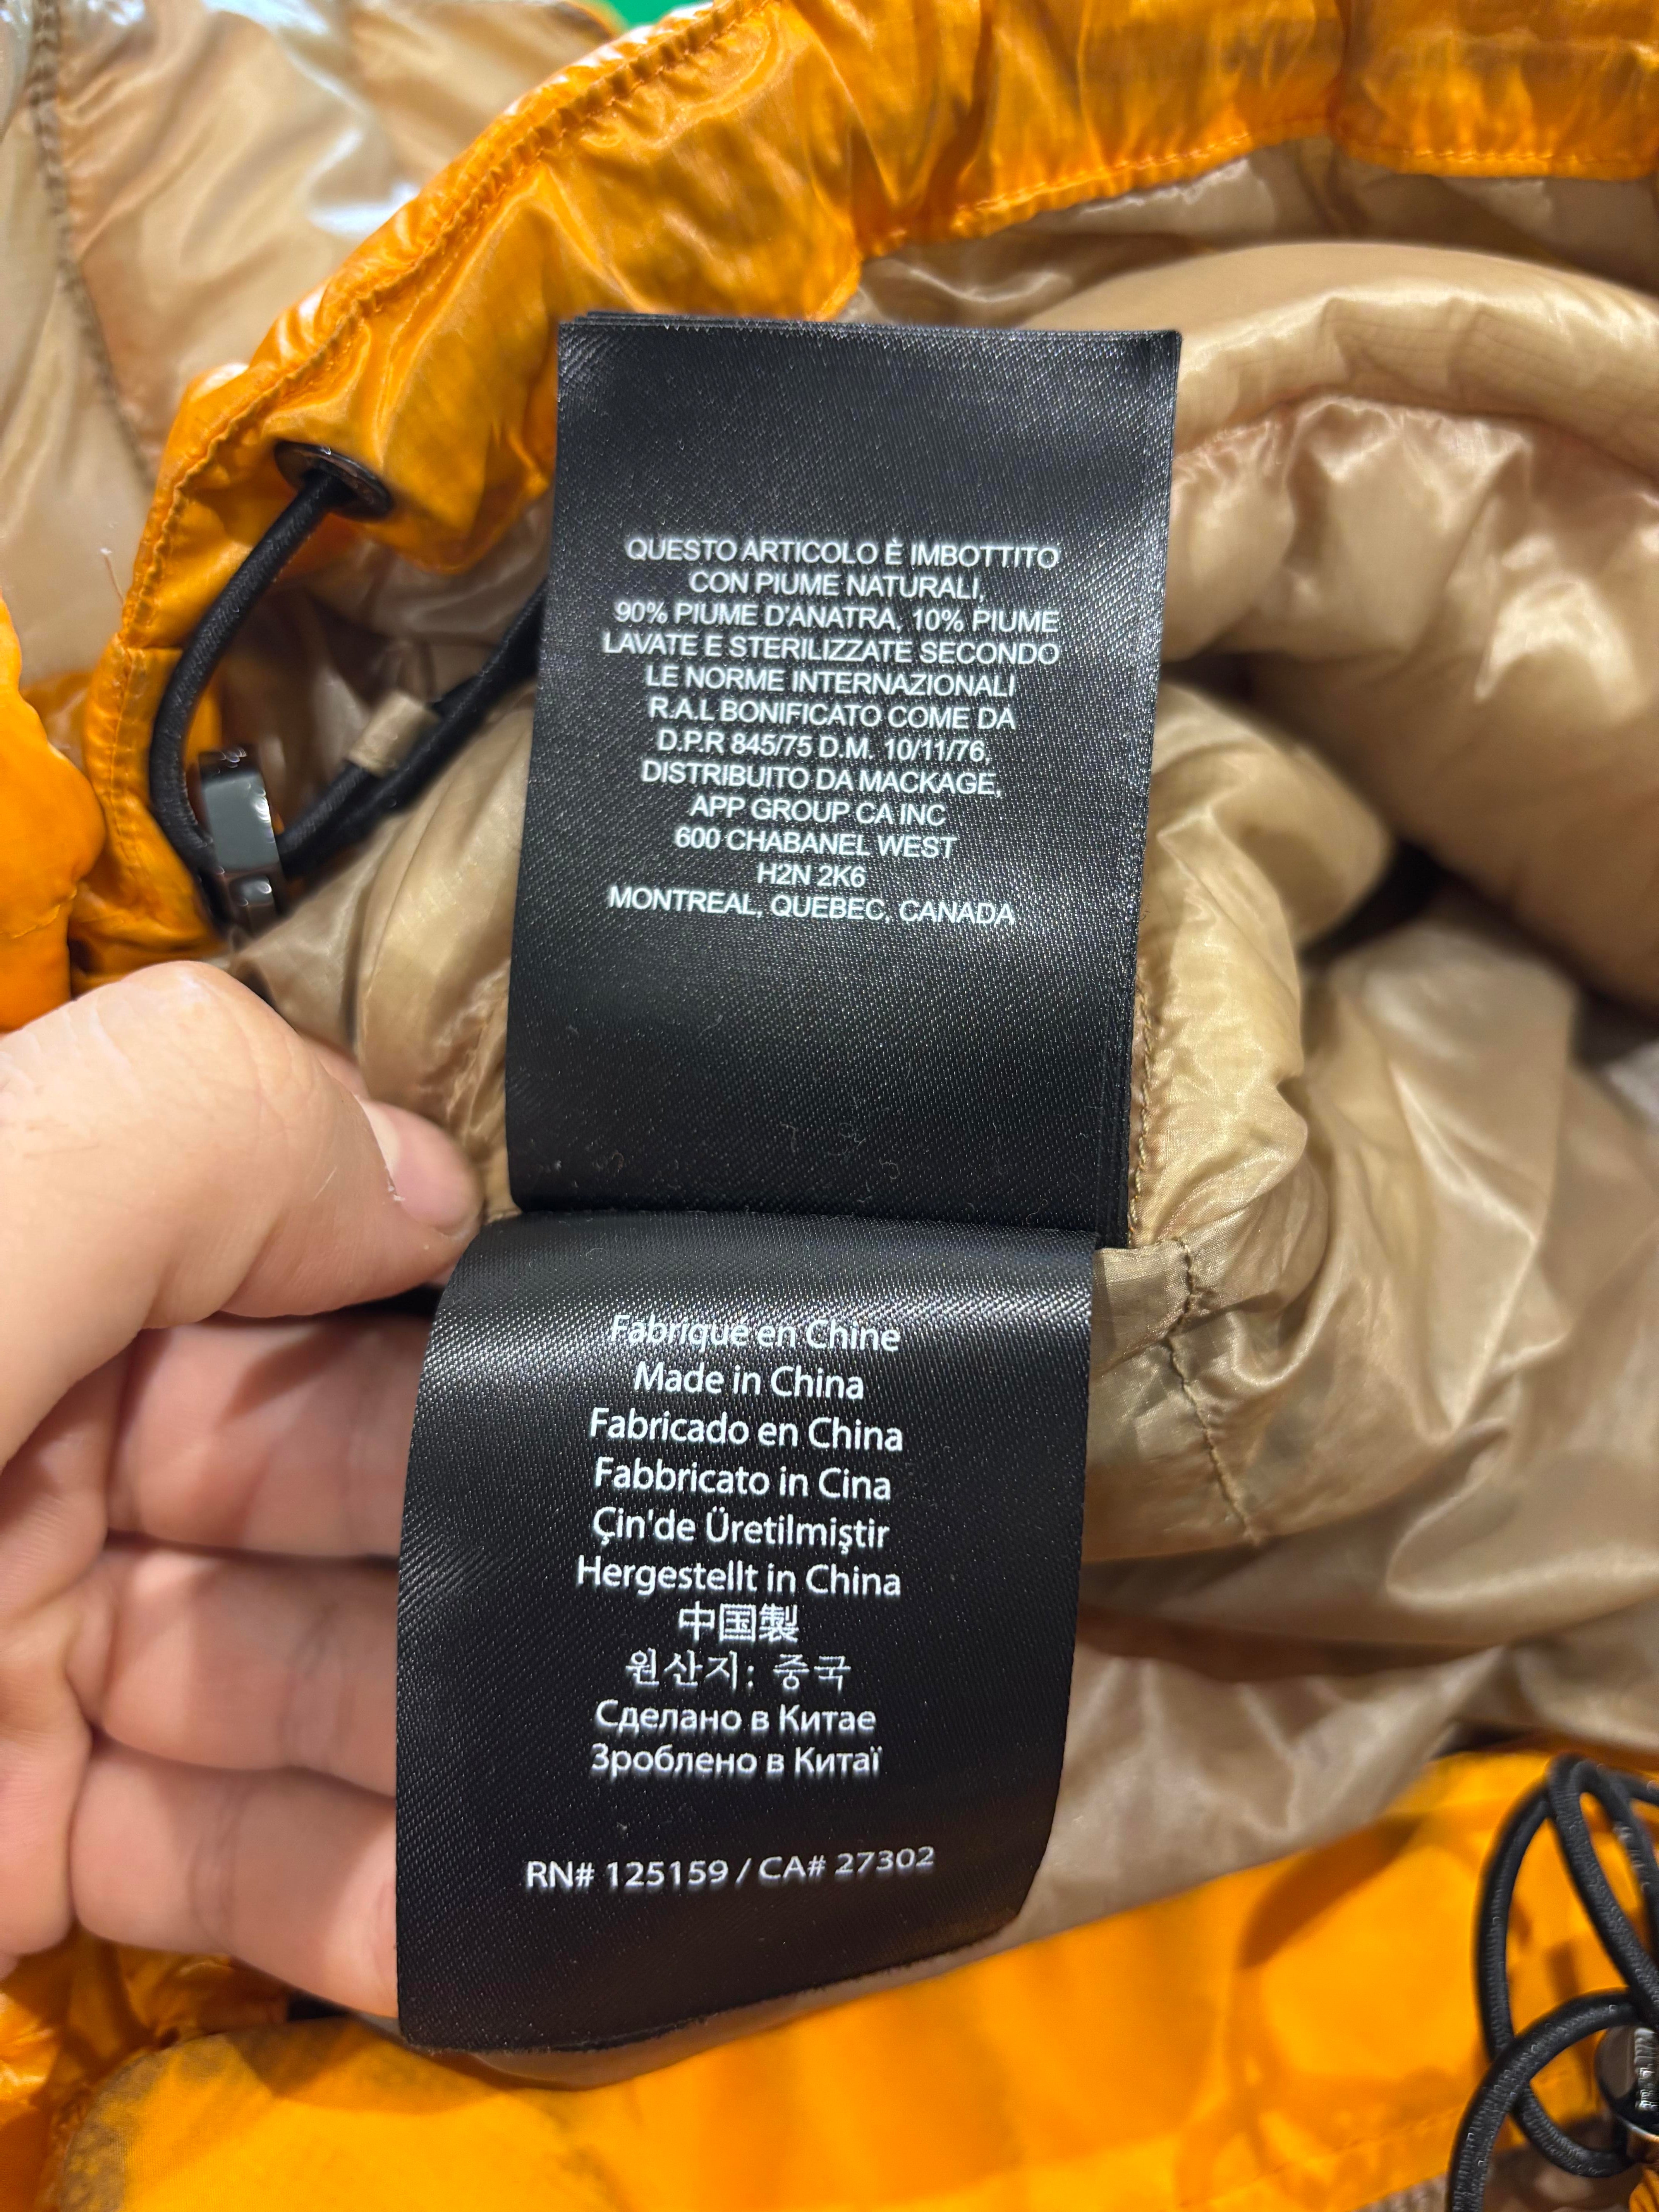 QUESTO ARTICOLO È IMBOTTITO
CON PIUME NATURALI,
90% PIUME D'ANATRA, 10% PIUME
LAVATE E STERILIZZATE SECONDO
LE NORME INTERNAZIONALI
R.A.L BONIFICATO COME DA
D.P.R 845/75 D.M. 10/11/76,
DISTRIBUITO DA MACKAGE,
APP GROUP CA INC
600 CHABANEL WEST
H2N 2K6
MONTREAL, QUEBEC, CANADA
Fabriqué en Chine
Made in China
Fabricado en China
Fabbricato in Cina
Çin'de Üretilmiştir
Hergestellt in China
中国製
원산지: 중국
Сделано в Китае
Зроблено в Китаї
RN# 125159 / CA# 27302